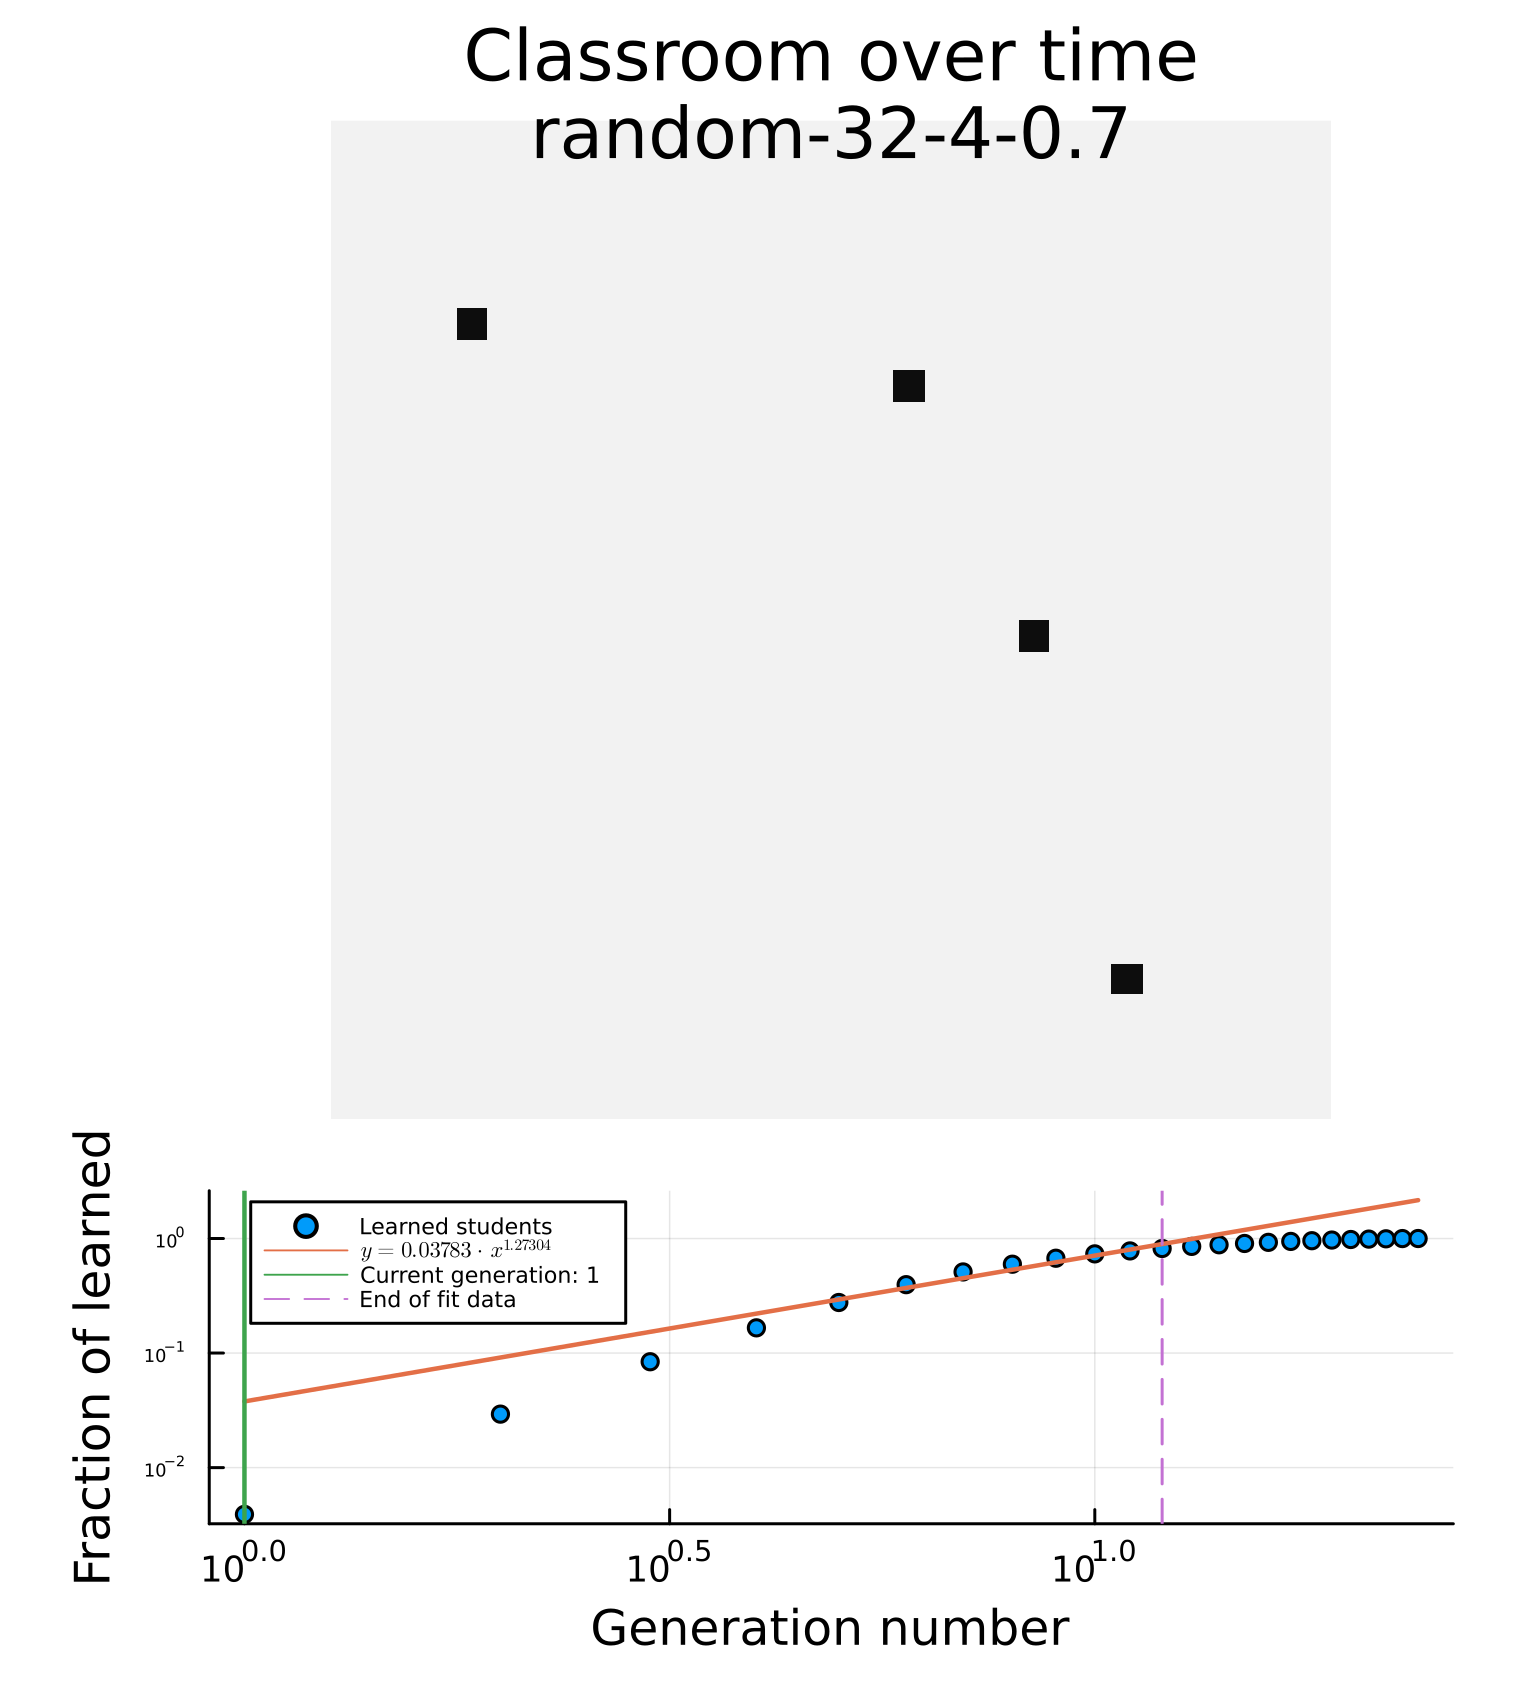 Classroom over time
random-32-4-0.7
Fraction of learned
10⁰
10⁻¹
10⁻²
Learned students
y = 0.03783 · x^1.27304
Current generation: 1
End of fit data
10^0.0 10^0.5 10^1.0
Generation number